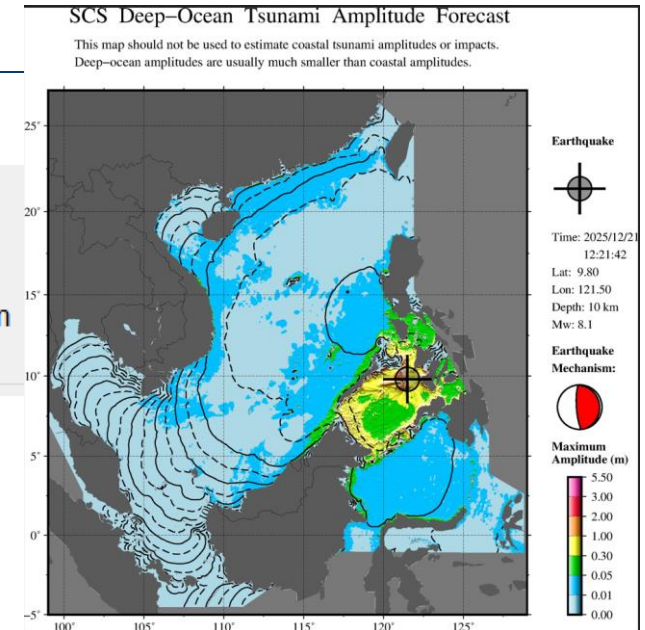 SCS Deep-Ocean Tsunami Amplitude Forecast
This map should not be used to estimate coastal tsunami amplitudes or impacts.
Deep-ocean amplitudes are usually much smaller than coastal amplitudes.
Earthquake
Time: 2025/12/21
12:21:42
Lat: 9.80
Lon: 121.50
Depth: 10 km
Mw: 8.1
Earthquake
Mechanism:
Maximum
Amplitude (m)
5.50
3.00
2.00
1.00
0.30
0.05
0.01
0.00
25°
20°
15°
10°
5°
0°
-5°
100°
105°
110°
115°
120°
125°
m